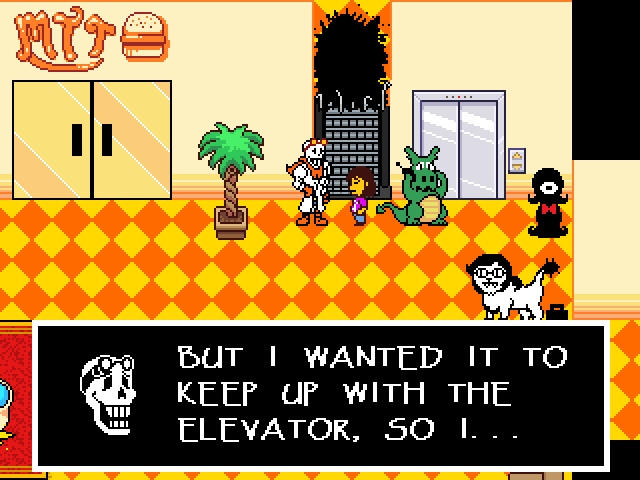 MTT
BUT I WANTED IT TO
KEEP UP WITH THE
ELEVATOR, SO I...